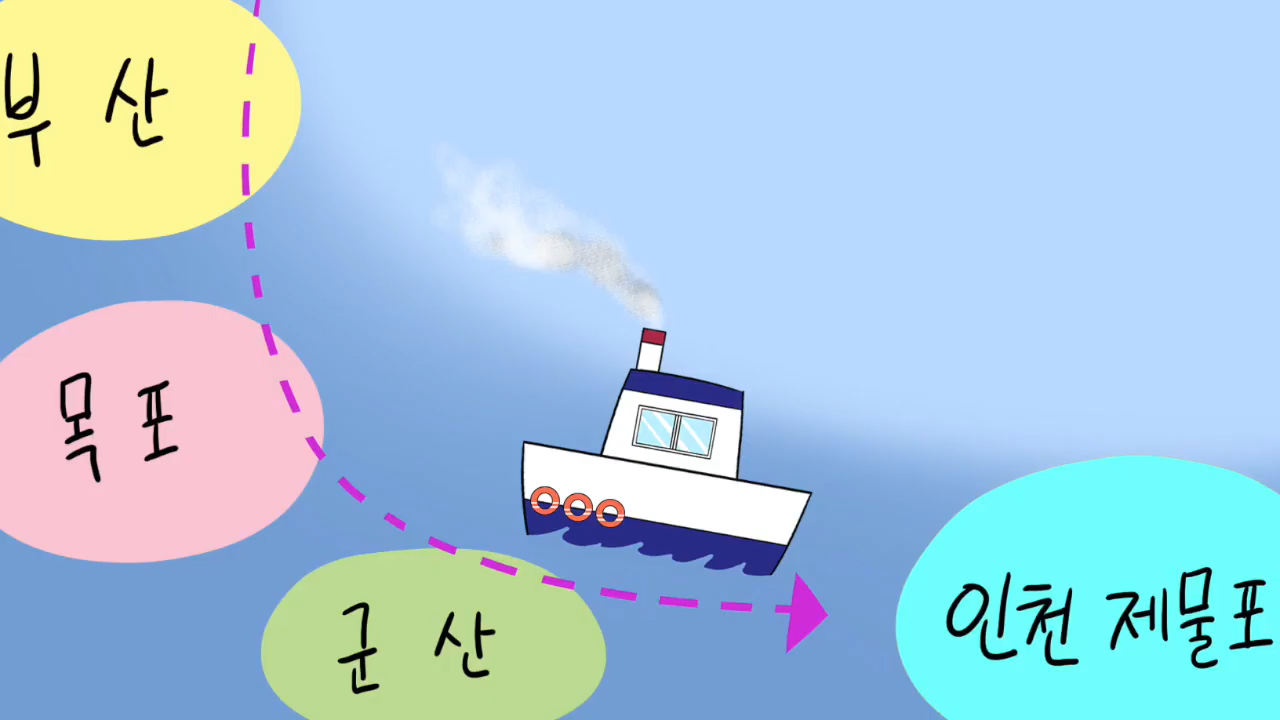 부 산
목 포
군 산
인천 제물포